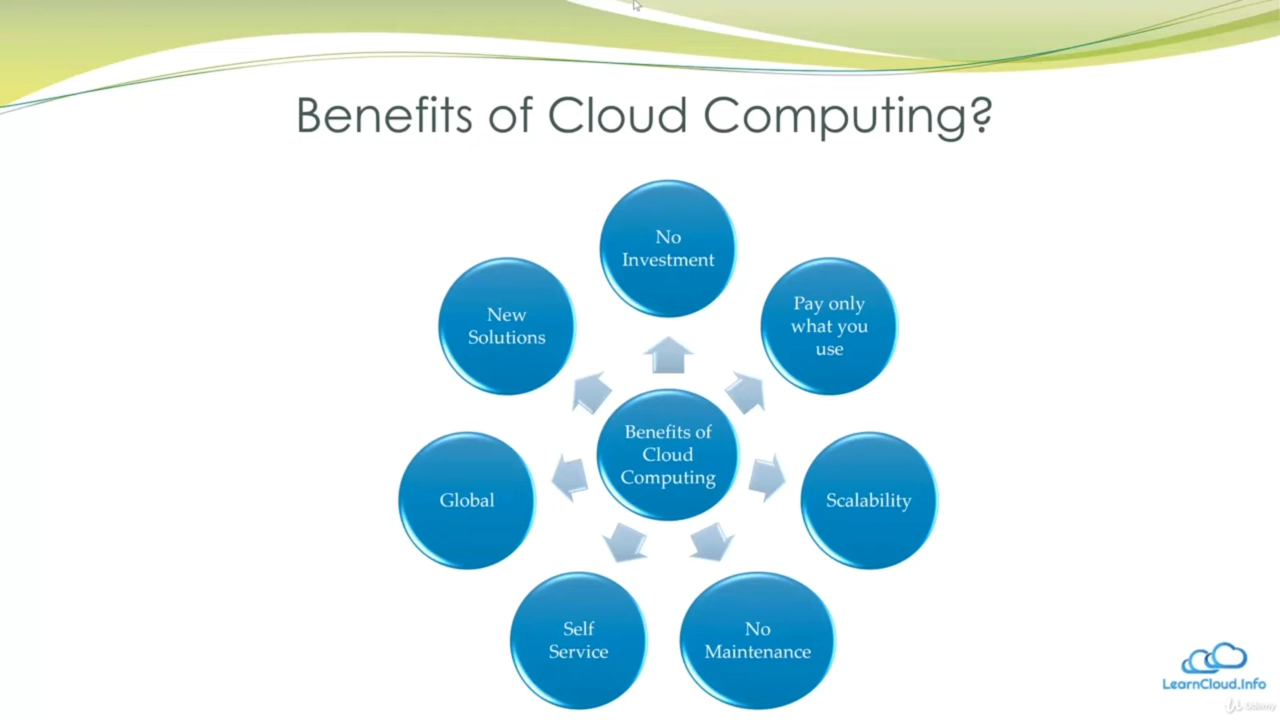 Benefits of Cloud Computing?
No
Investment
Pay only
what you
use
Scalability
No
Maintenance
Self
Service
Global
New
Solutions
Benefits of
Cloud
Computing
LearnCloud.Info
Udemy